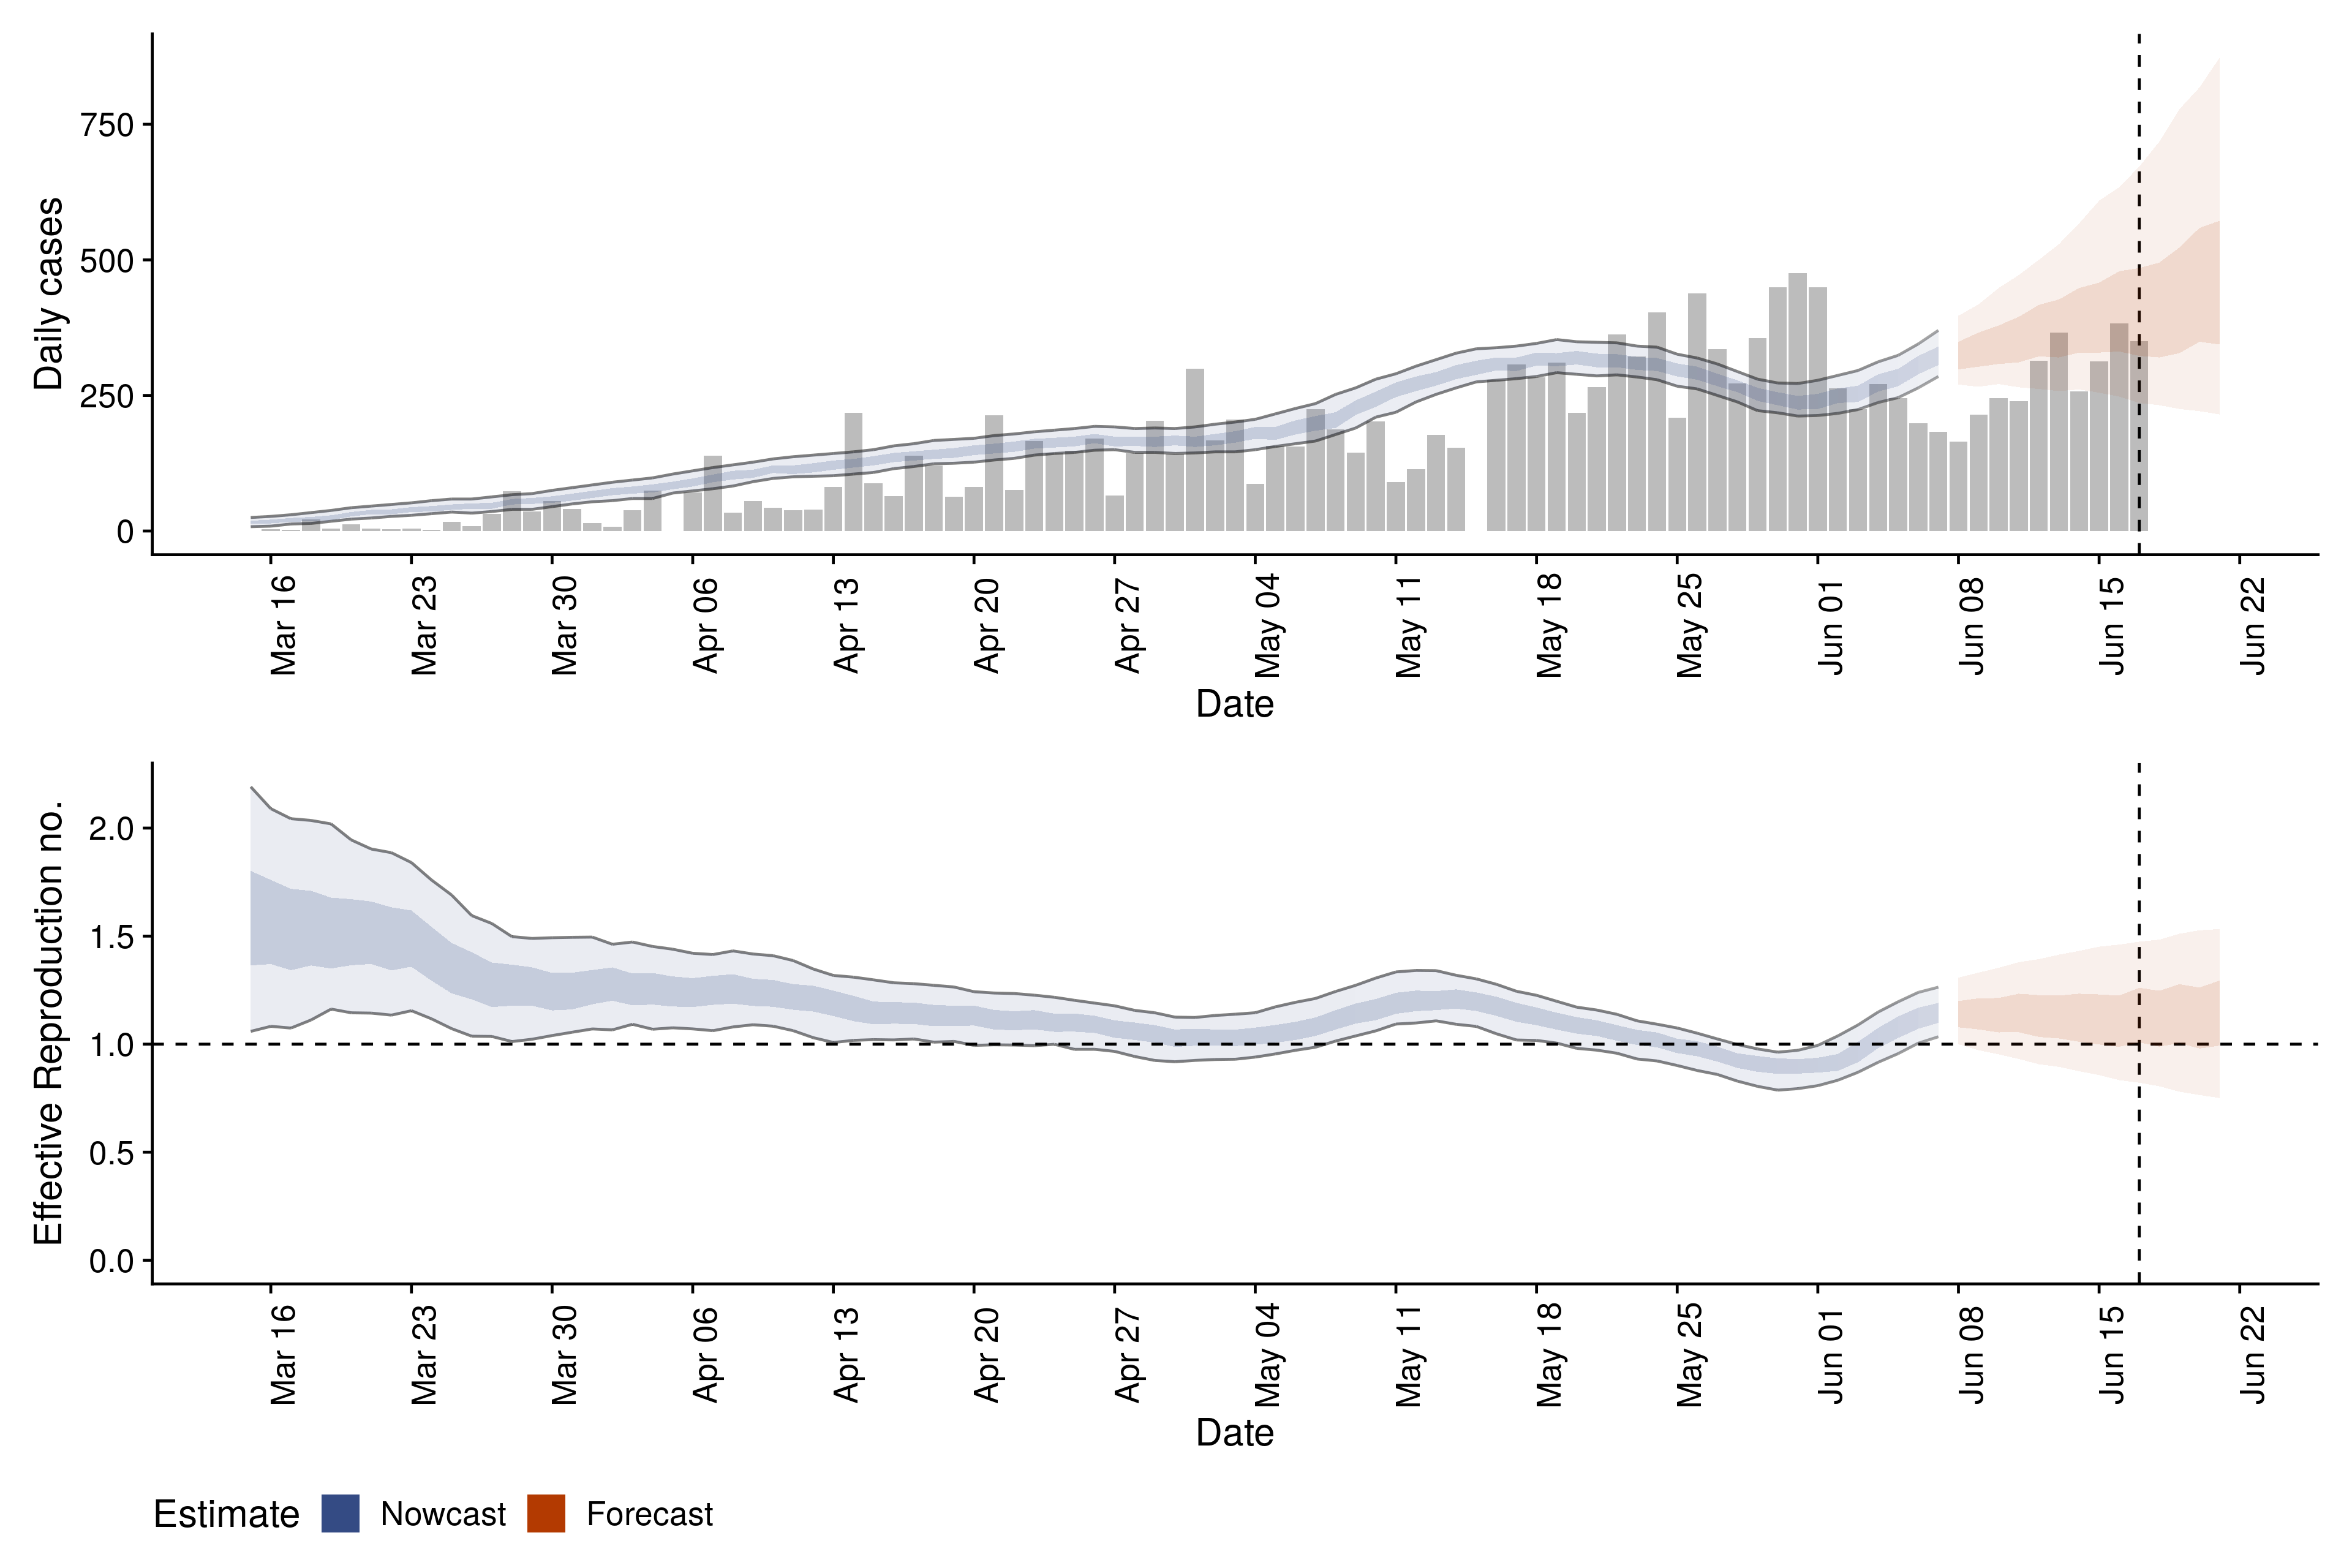 Daily cases
750
500
250
0
Mar 16
Mar 23
Mar 30
Apr 06
Apr 13
Apr 20
Apr 27
May 04
May 11
May 18
May 25
Jun 01
Jun 08
Jun 15
Jun 22
Date
Effective Reproduction no.
2.0
1.5
1.0
0.5
0.0
Mar 16
Mar 23
Mar 30
Apr 06
Apr 13
Apr 20
Apr 27
May 04
May 11
May 18
May 25
Jun 01
Jun 08
Jun 15
Jun 22
Date
Estimate Nowcast Forecast